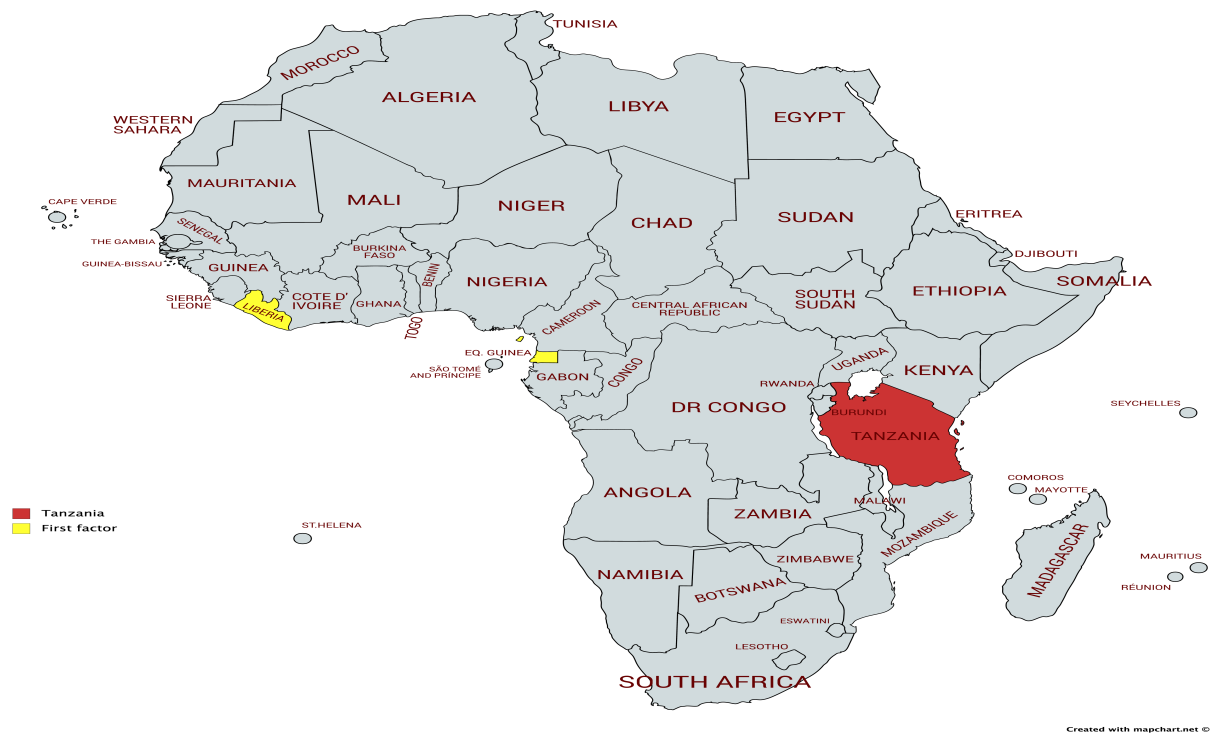 TUNISIA
MOROCCO
ALGERIA
LIBYA
EGYPT
WESTERN
SAHARA
MAURITANIA
MALI
NIGER
CHAD
SUDAN
ERITREA
CAPE VERDE
SENEGAL
THE GAMBIA
GUINEA-BISSAU
GUINEA
BURKINA
FASO
BENIN
NIGERIA
DJIBOUTI
SOMALIA
ETHIOPIA
SOUTH
SUDAN
CENTRAL AFRICAN
REPUBLIC
CAMEROON
SIERRA
LEONE
LIBERIA
COTE D'
IVOIRE
GHANA
TOGO
EQ. GUINEA
SÃO TOMÉ
AND PRÍNCIPE
GABON
CONGO
UGANDA
KENYA
RWANDA
DR CONGO
BURUNDI
TANZANIA
SEYCHELLES
COMOROS
MAYOTTE
ANGOLA
ZAMBIA
MALAWI
MOZAMBIQUE
MADAGASCAR
MAURITIUS
RÉUNION
Tanzania
First factor
ST.HELENA
NAMIBIA
BOTSWANA
ZIMBABWE
ESWATINI
LESOTHO
SOUTH AFRICA
Created with mapchart.net ©